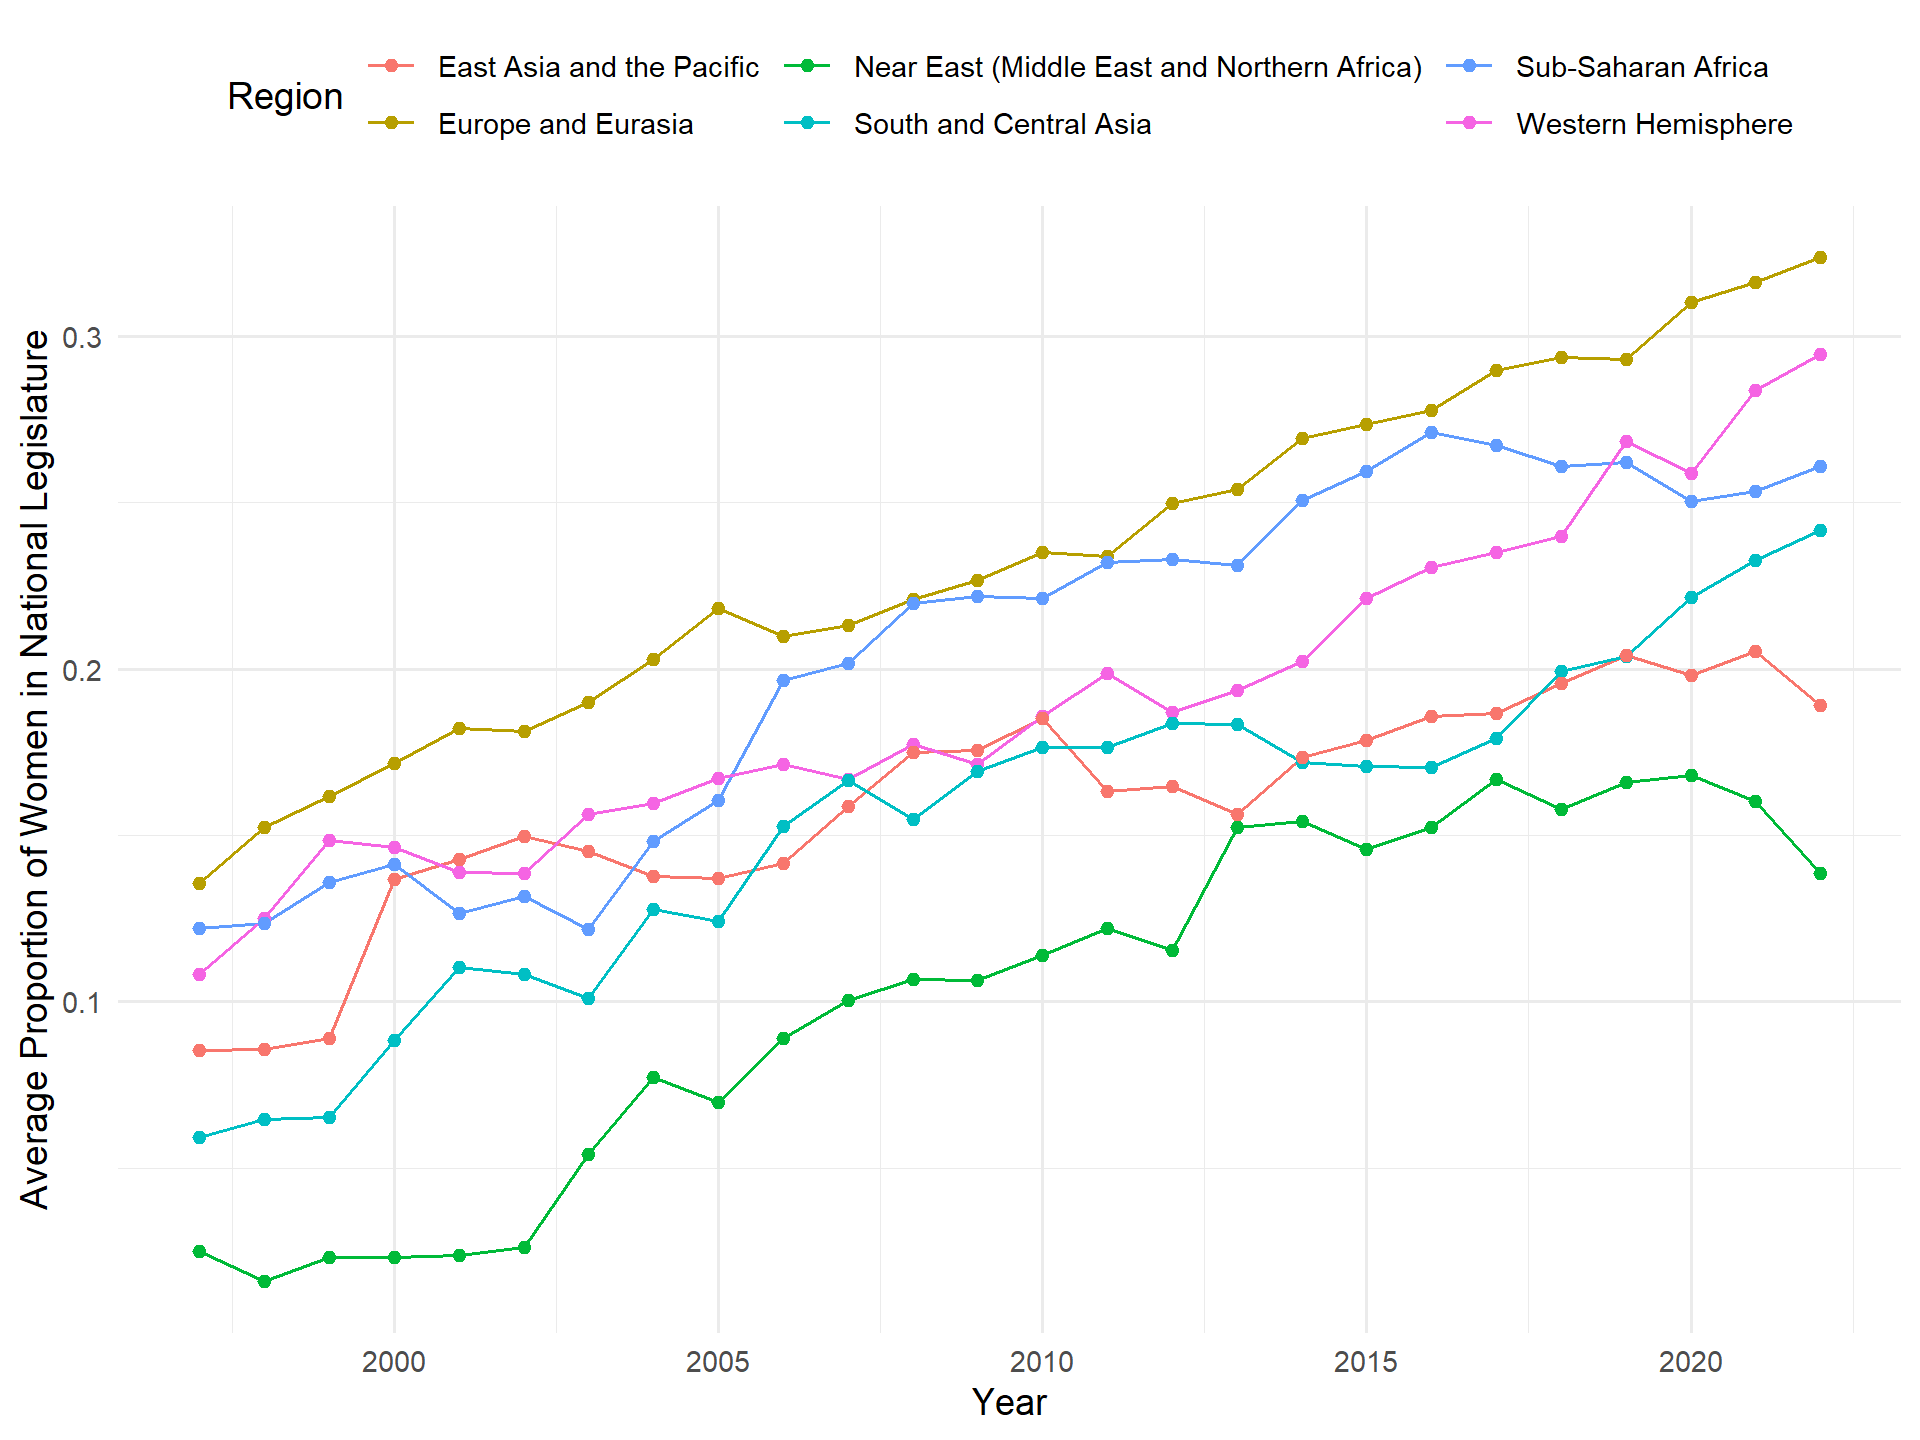 Region
East Asia and the Pacific
Europe and Eurasia
Near East (Middle East and Northern Africa)
South and Central Asia
Sub-Saharan Africa
Western Hemisphere
Average Proportion of Women in National Legislature
0.3
0.2
0.1
2000
2005
2010
2015
2020
Year